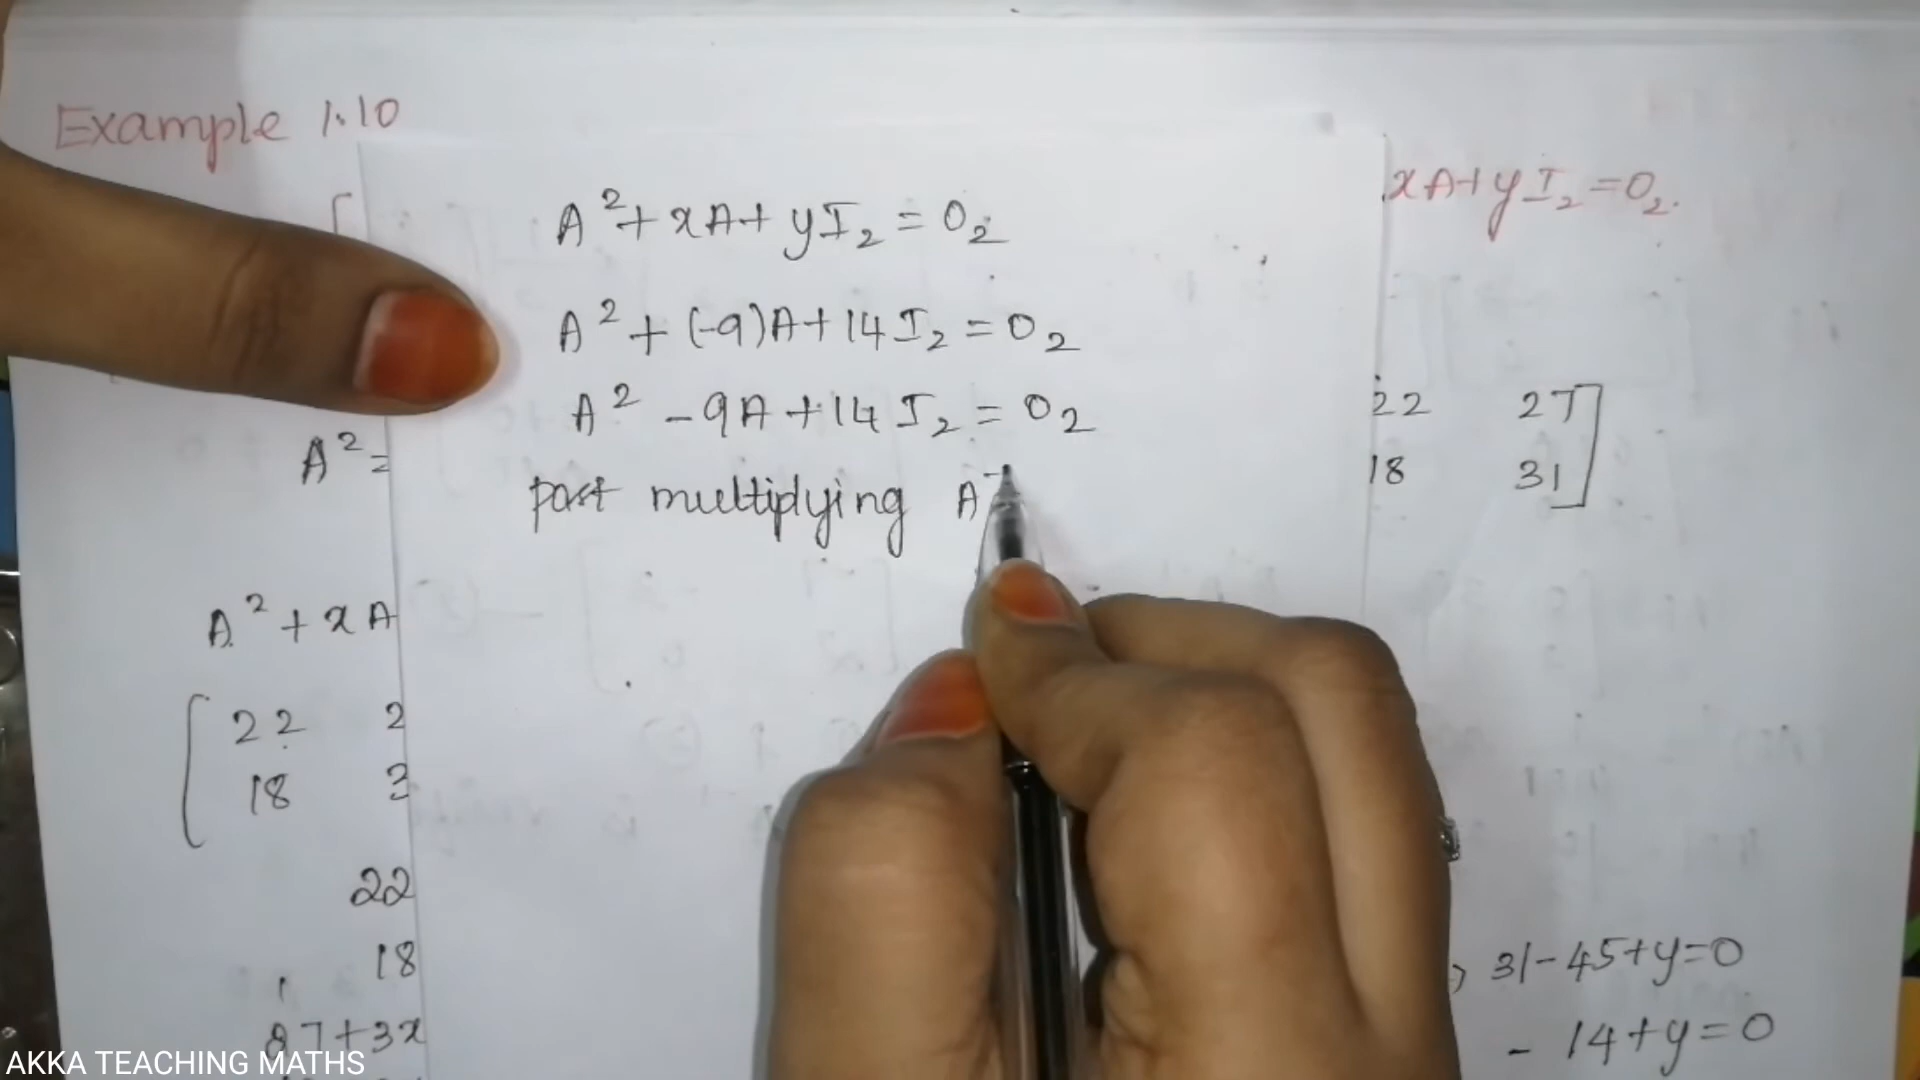 Example 1.10
xA+yI₂=O₂.
A²+xA+yI₂=O₂
A²+(-9)A+14I₂=O₂
A²-9A+14I₂=O₂
22 27
A²=
18 31
post multiplying A
A²+xA
22 2
18 3
22
18
31-45+y=0
87+3x
-14+y=0
AKKA TEACHING MATHS